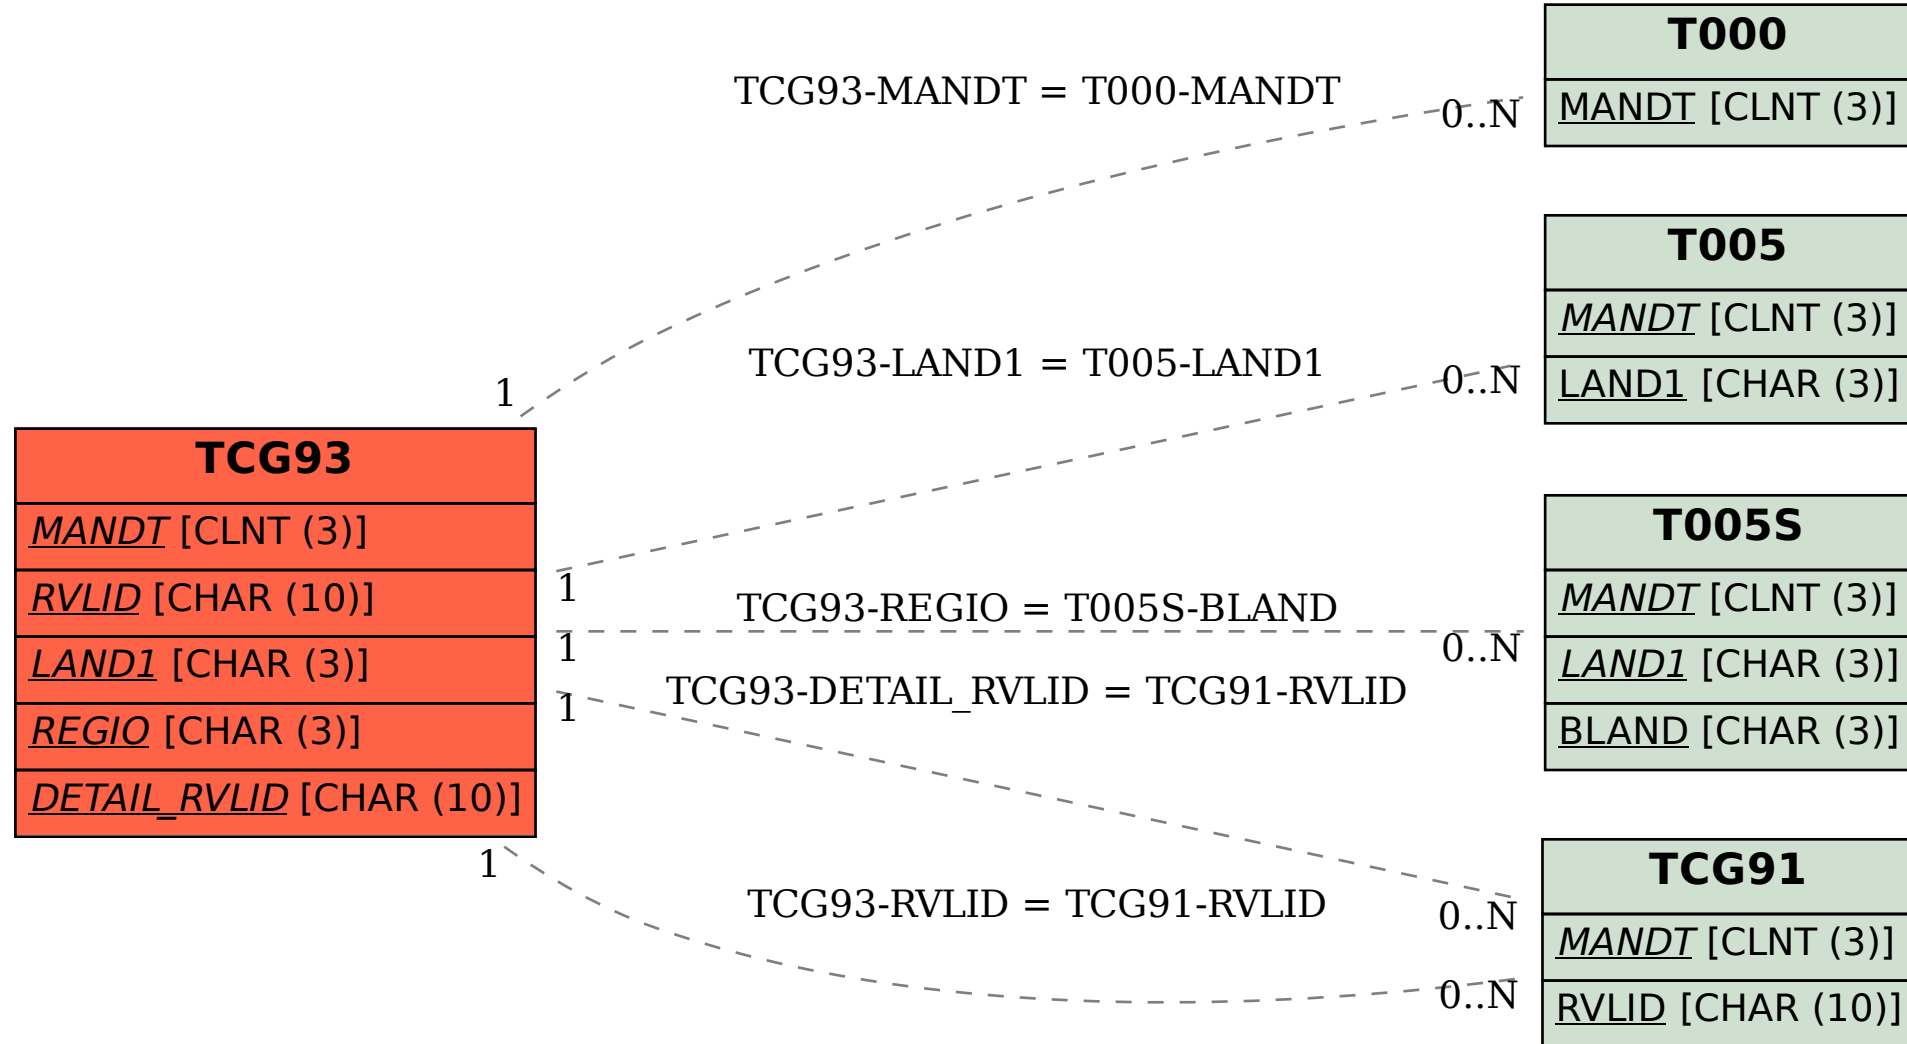 T000
MANDT [CLNT (3)]
TCG93-MANDT = T000-MANDT
0..N
1
T005
MANDT [CLNT (3)]
LAND1 [CHAR (3)]
TCG93-LAND1 = T005-LAND1
0..N
1
TCG93
MANDT [CLNT (3)]
RVLID [CHAR (10)]
LAND1 [CHAR (3)]
REGIO [CHAR (3)]
DETAIL_RVLID [CHAR (10)]
T005S
MANDT [CLNT (3)]
LAND1 [CHAR (3)]
BLAND [CHAR (3)]
TCG93-REGIO = T005S-BLAND
1
0..N
TCG93-DETAIL_RVLID = TCG91-RVLID
1
0..N
TCG93-RVLID = TCG91-RVLID
1
0..N
TCG91
MANDT [CLNT (3)]
RVLID [CHAR (10)]